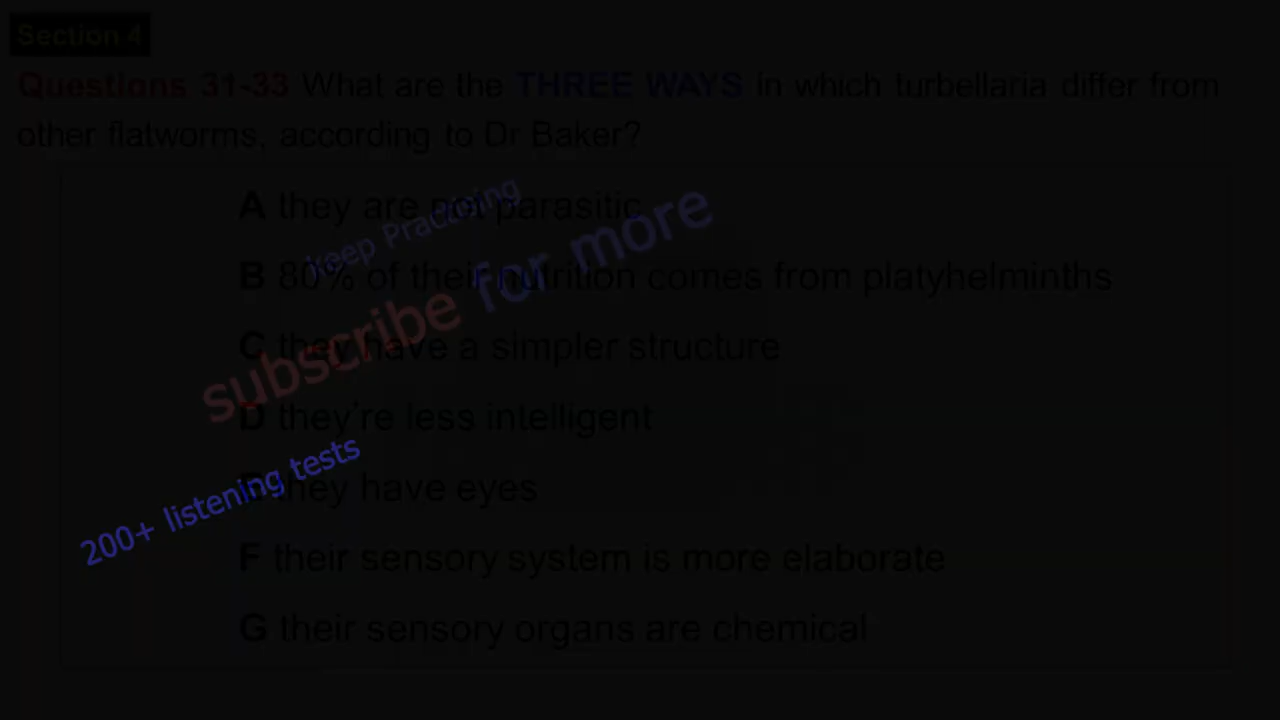 Section 4
Questions 31-33 What are the THREE WAYS in which turbellaria differ from
other flatworms, according to Dr Baker?
A they are not parasitic
keep Practising
B 80% of their nutrition comes from platyhelminths
subscribe for more
C they have a simpler structure
D they're less intelligent
200+ listening tests
E they have eyes
F their sensory system is more elaborate
G their sensory organs are chemical